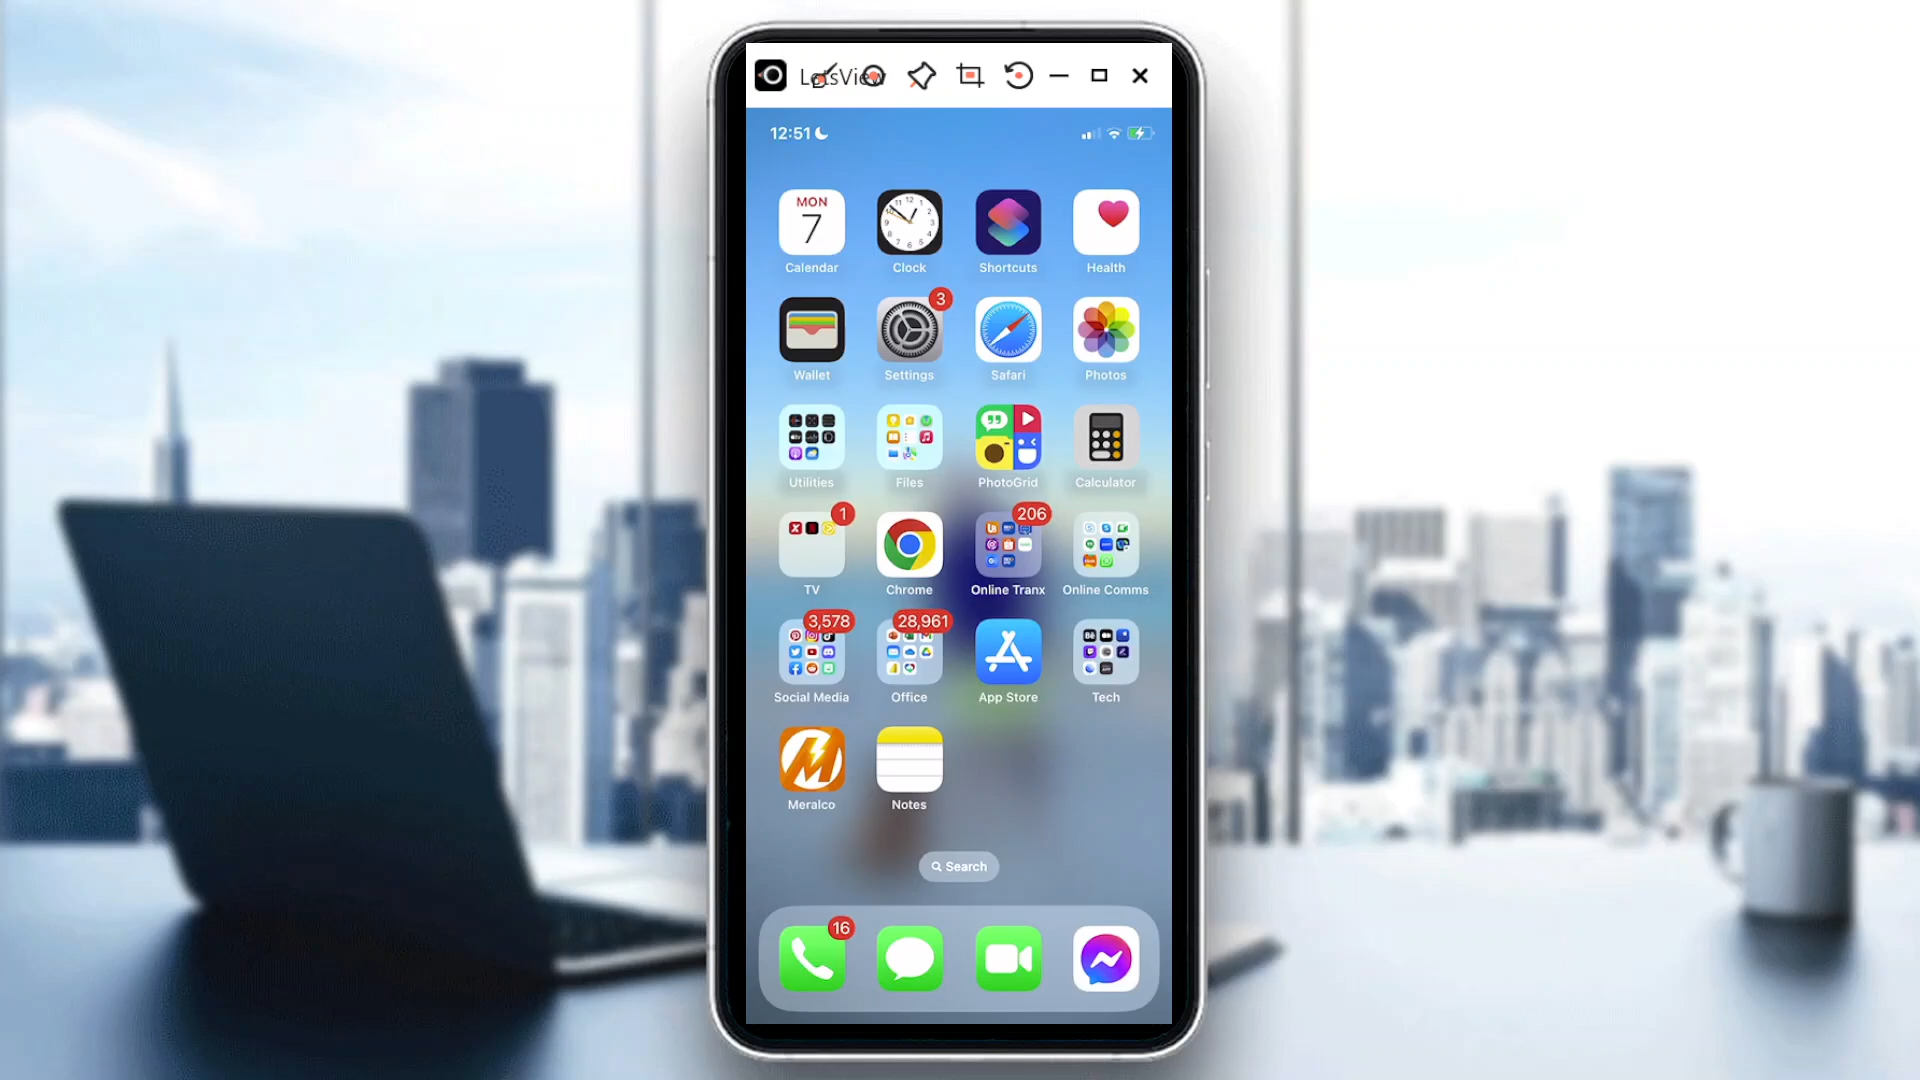 LetsView
12:51
MON
7
Calendar
Clock
Shortcuts
Health
3
Wallet
Settings
Safari
Photos
Utilities
Files
PhotoGrid
Calculator
1
206
TV
Chrome
Online Tranx
Online Comms
3,578
28,961
Social Media
Office
App Store
Tech
Meralco
Notes
Search
16